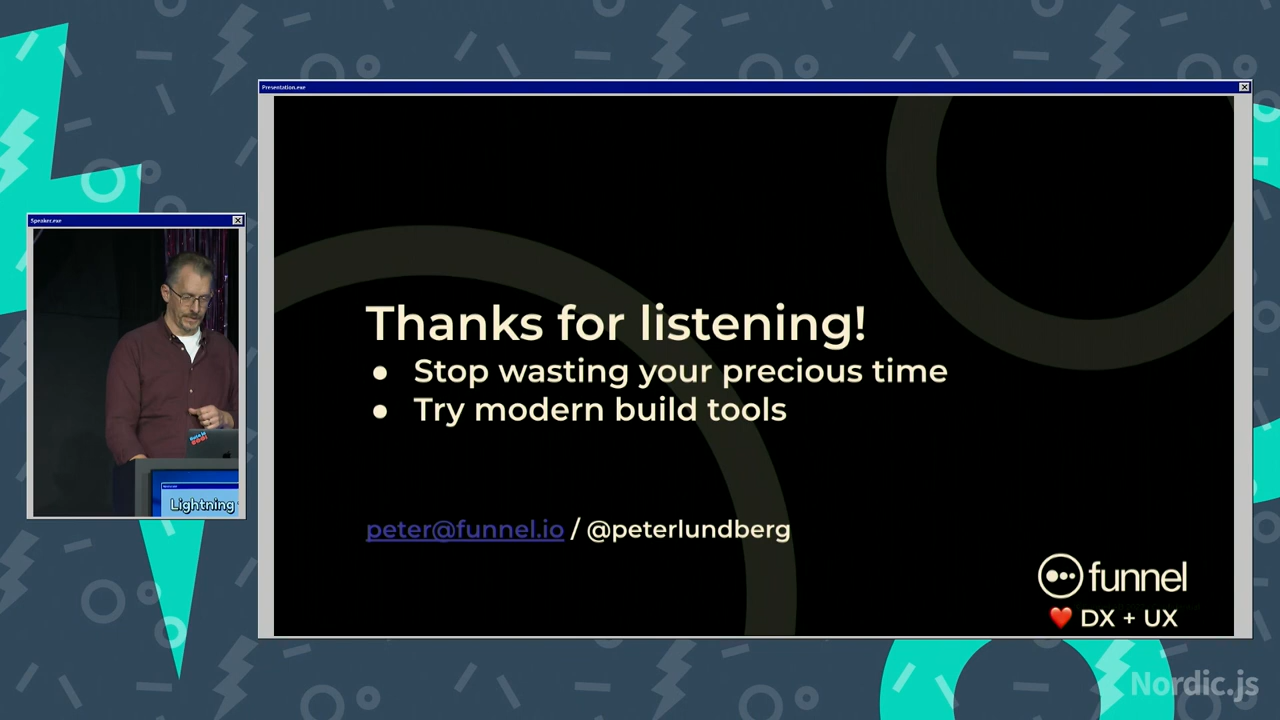 Presentation.exe
Speaker.exe
Thanks for listening!
● Stop wasting your precious time
● Try modern build tools
peter@funnel.io / @peterlundberg
funnel
❤️ DX + UX
Lightning
Nordic.js